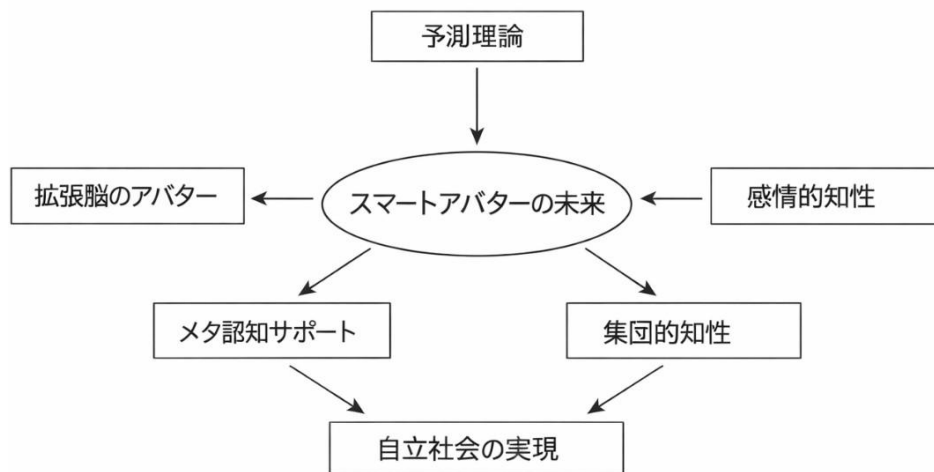 予測理論
拡張脳のアバター
スマートアバターの未来
感情的知性
メタ認知サポート
集団的知性
自立社会の実現